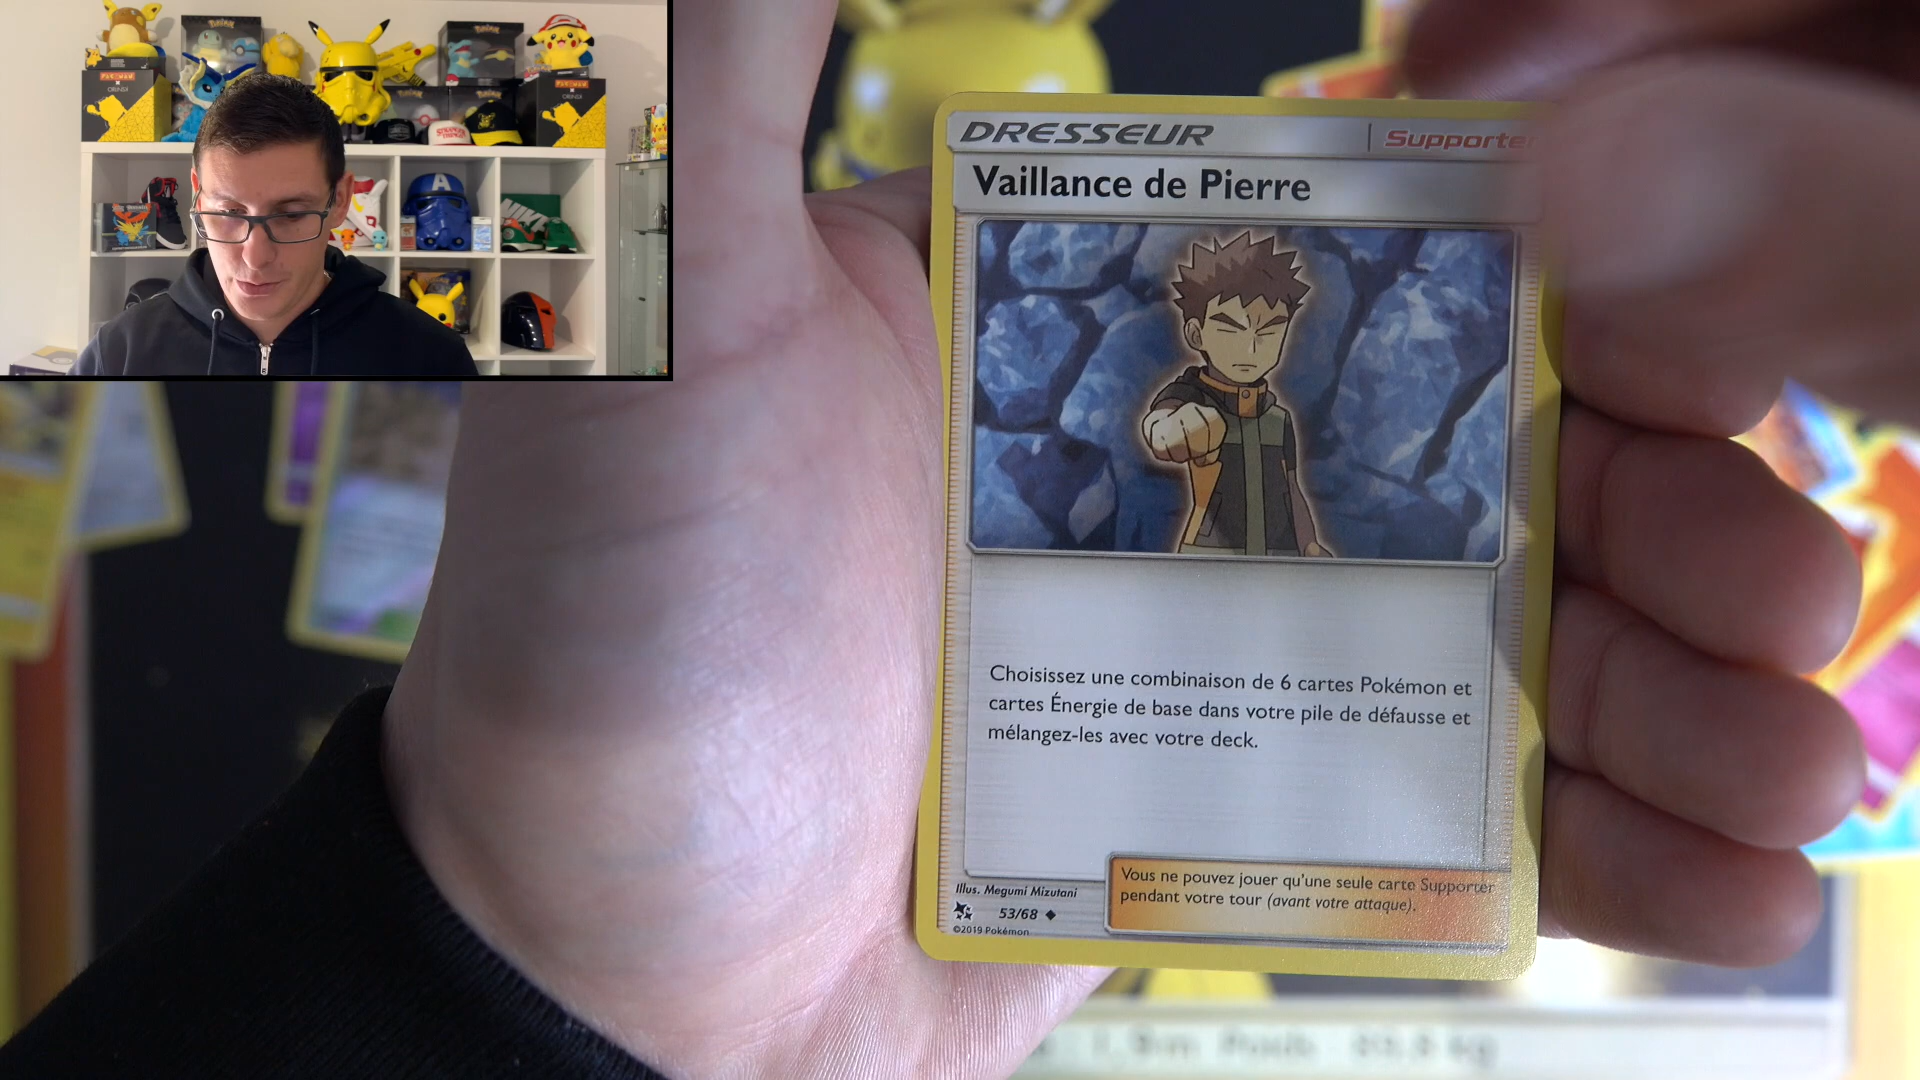 DRESSEUR
Supporter
Vaillance de Pierre
Choisissez une combinaison de 6 cartes Pokémon et
cartes Énergie de base dans votre pile de défausse et
mélangez-les avec votre deck.
Vous ne pouvez jouer qu'une seule carte Supporter
pendant votre tour (avant votre attaque).
Illus. Megumi Mizutani
53/68
©2019 Pokémon
NIKE
A